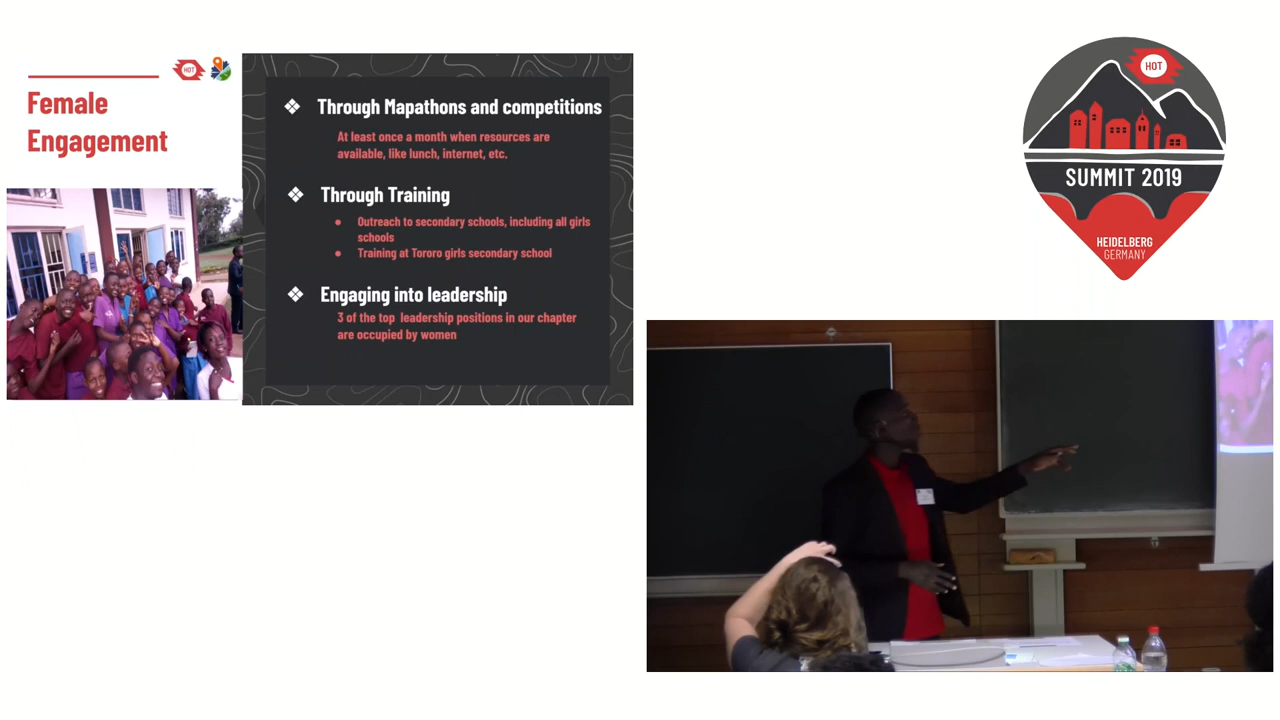 HOT
Female
Engagement
❖ Through Mapathons and competitions
At least once a month when resources are
available, like lunch, internet, etc.
❖ Through Training
● Outreach to secondary schools, including all girls
schools
● Training at Tororo girls secondary school
❖ Engaging into leadership
3 of the top leadership positions in our chapter
are occupied by women
HOT
SUMMIT 2019
HEIDELBERG
GERMANY